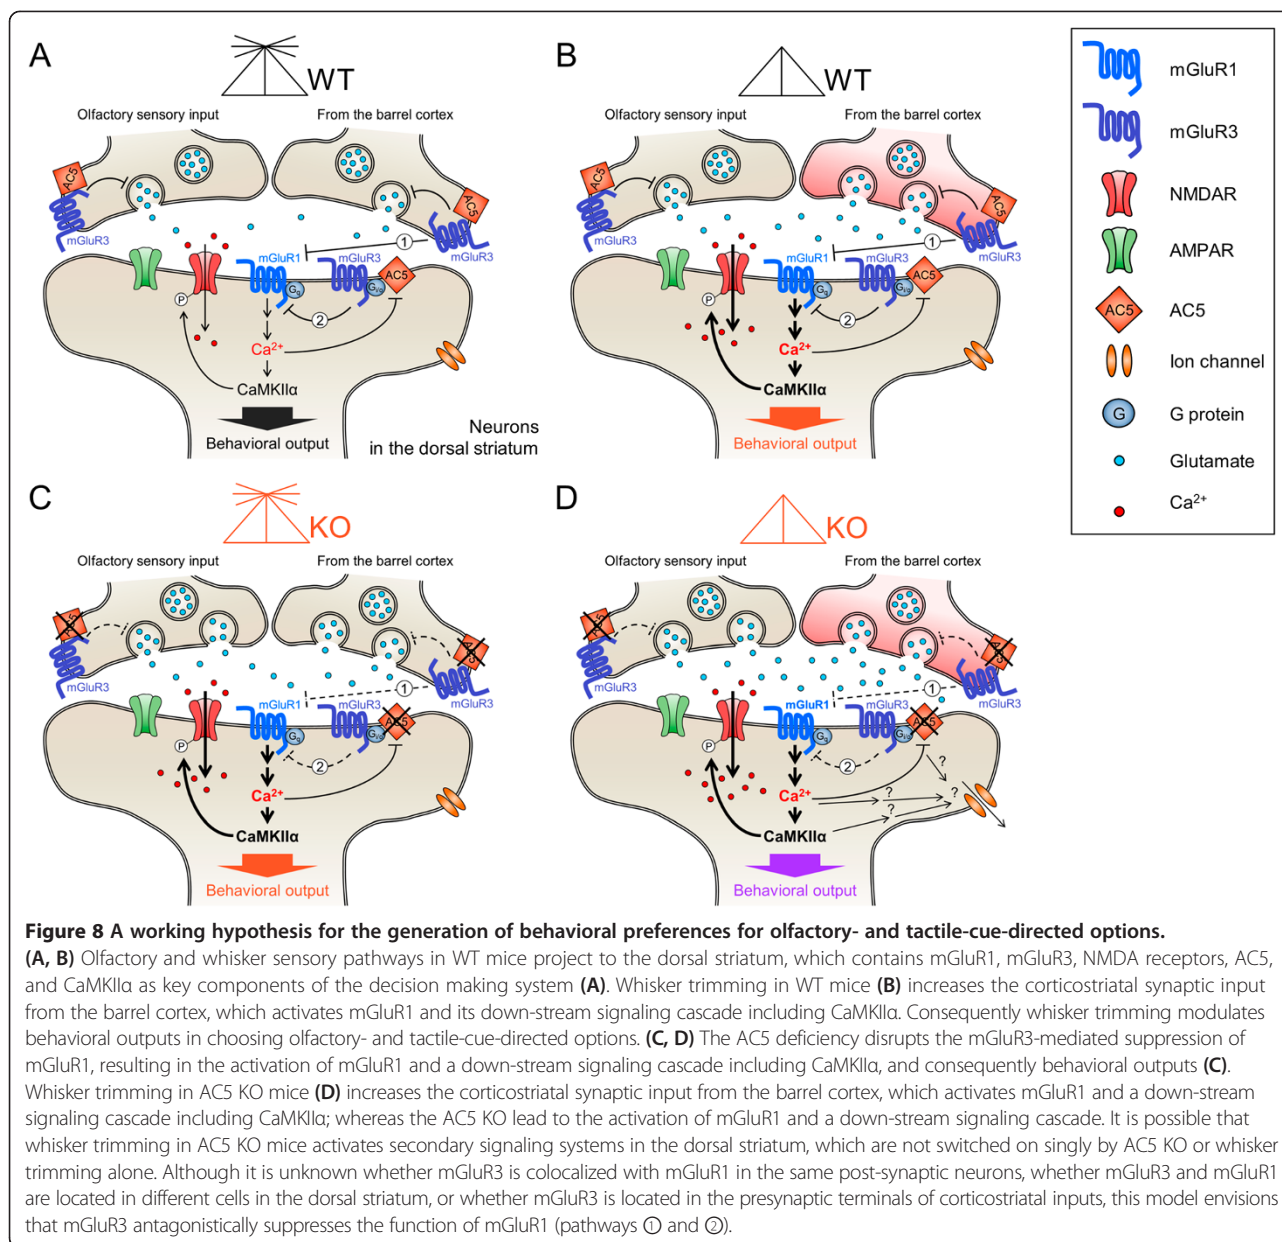 A
WT
Olfactory sensory input
From the barrel cortex
AC5
mGluR3
AC5
mGluR3
1
mGluR1
mGluR3
AC5
Gq
Gi/o
P
2
Ca2+
CaMKIIα
Behavioral output
Neurons
in the dorsal striatum
B
WT
Olfactory sensory input
From the barrel cortex
AC5
mGluR3
AC5
mGluR3
1
mGluR1
mGluR3
AC5
Gq
Gi/o
P
2
Ca2+
CaMKIIα
Behavioral output
mGluR1
mGluR3
NMDAR
AMPAR
AC5
AC5
Ion channel
G
G protein
Glutamate
Ca2+
C
KO
Olfactory sensory input
From the barrel cortex
AC5
mGluR3
AC5
mGluR3
1
mGluR1
mGluR3
AC5
Gq
Gi/o
P
2
Ca2+
CaMKIIα
Behavioral output
D
KO
Olfactory sensory input
From the barrel cortex
AC5
mGluR3
AC5
mGluR3
1
mGluR1
mGluR3
AC5
Gq
Gi/o
P
2
?
?
?
?
Ca2+
CaMKIIα
Behavioral output
Figure 8 A working hypothesis for the generation of behavioral preferences for olfactory- and tactile-cue-directed options.
(A, B) Olfactory and whisker sensory pathways in WT mice project to the dorsal striatum, which contains mGluR1, mGluR3, NMDA receptors, AC5,
and CaMKIIα as key components of the decision making system (A). Whisker trimming in WT mice (B) increases the corticostriatal synaptic input
from the barrel cortex, which activates mGluR1 and its down-stream signaling cascade including CaMKIIα. Consequently whisker trimming modulates
behavioral outputs in choosing olfactory- and tactile-cue-directed options. (C, D) The AC5 deficiency disrupts the mGluR3-mediated suppression of
mGluR1, resulting in the activation of mGluR1 and a down-stream signaling cascade including CaMKIIα, and consequently behavioral outputs (C).
Whisker trimming in AC5 KO mice (D) increases the corticostriatal synaptic input from the barrel cortex, which activates mGluR1 and a down-stream
signaling cascade including CaMKIIα; whereas the AC5 KO lead to the activation of mGluR1 and a down-stream signaling cascade. It is possible that
whisker trimming in AC5 KO mice activates secondary signaling systems in the dorsal striatum, which are not switched on singly by AC5 KO or whisker
trimming alone. Although it is unknown whether mGluR3 is colocalized with mGluR1 in the same post-synaptic neurons, whether mGluR3 and mGluR1
are located in different cells in the dorsal striatum, or whether mGluR3 is located in the presynaptic terminals of corticostriatal inputs, this model envisions
that mGluR3 antagonistically suppresses the function of mGluR1 (pathways ① and ②).